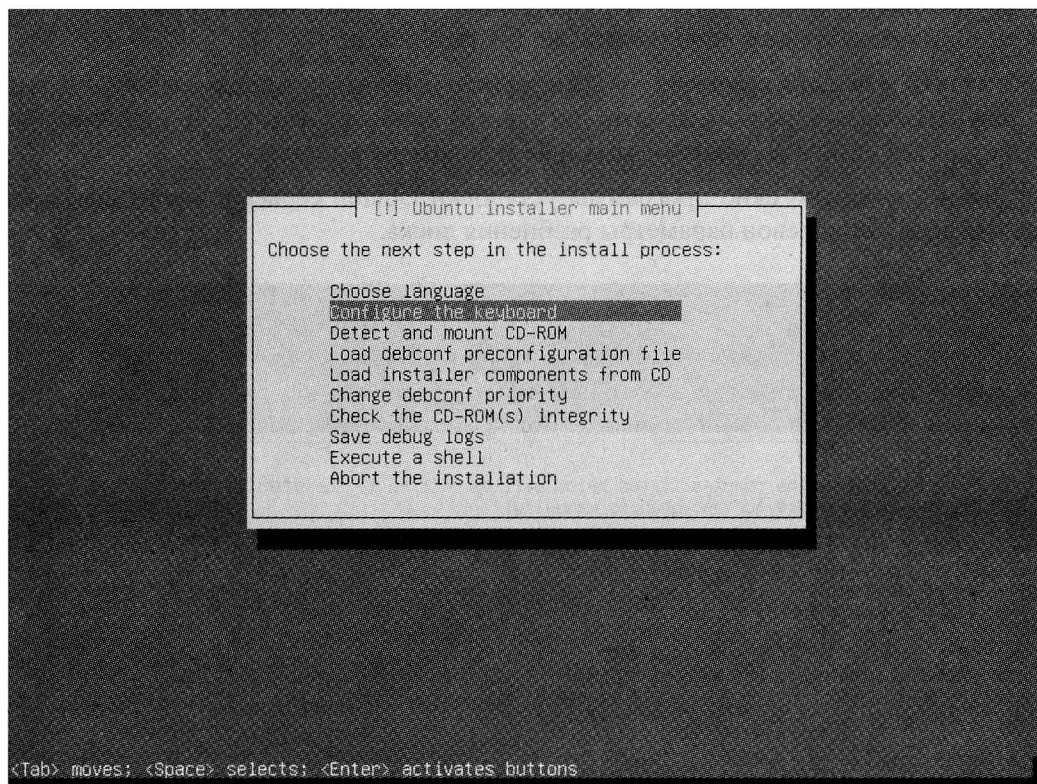 [!] Ubuntu installer main menu
Choose the next step in the install process:
Choose language
Configure the keyboard
Detect and mount CD-ROM
Load debconf preconfiguration file
Load installer components from CD
Change debconf priority
Check the CD-ROM(s) integrity
Save debug logs
Execute a shell
Abort the installation
<Tab> moves; <Space> selects; <Enter> activates buttons